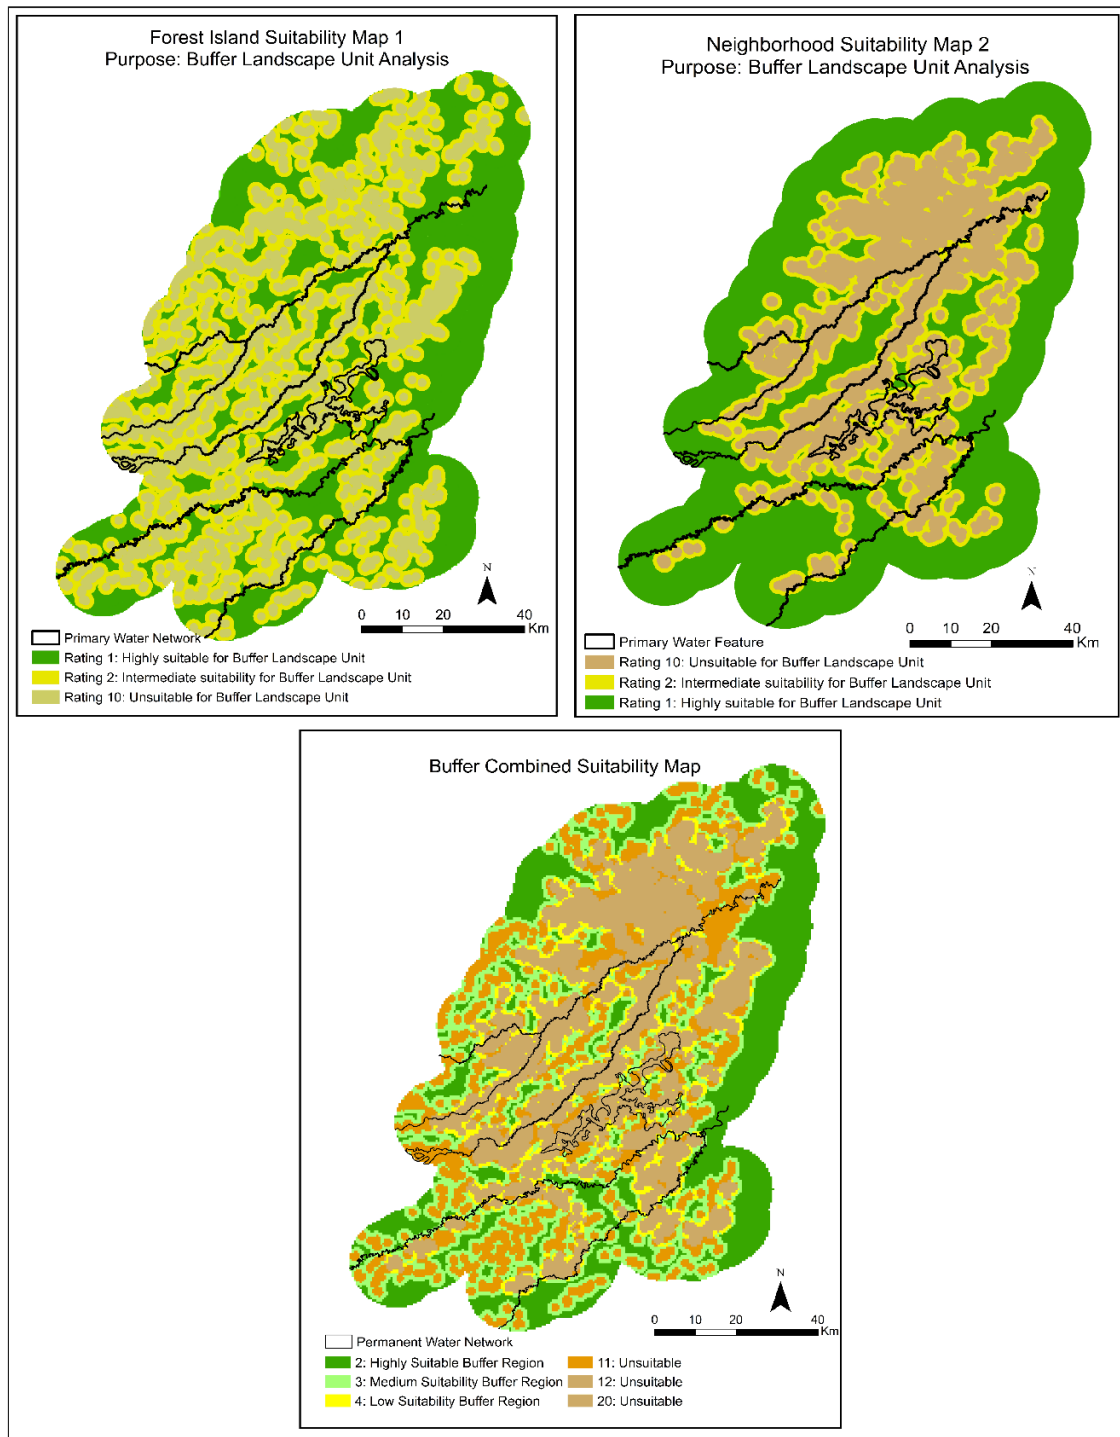 Forest Island Suitability Map 1
Purpose: Buffer Landscape Unit Analysis
N
0 10 20 40
Km
Primary Water Network
Rating 1: Highly suitable for Buffer Landscape Unit
Rating 2: Intermediate suitability for Buffer Landscape Unit
Rating 10: Unsuitable for Buffer Landscape Unit
Neighborhood Suitability Map 2
Purpose: Buffer Landscape Unit Analysis
N
0 10 20 40
Km
Primary Water Feature
Rating 10: Unsuitable for Buffer Landscape Unit
Rating 2: Intermediate suitability for Buffer Landscape Unit
Rating 1: Highly suitable for Buffer Landscape Unit
Buffer Combined Suitability Map
N
0 10 20 40
Km
Permanent Water Network
2: Highly Suitable Buffer Region
3: Medium Suitability Buffer Region
4: Low Suitability Buffer Region
11: Unsuitable
12: Unsuitable
20: Unsuitable